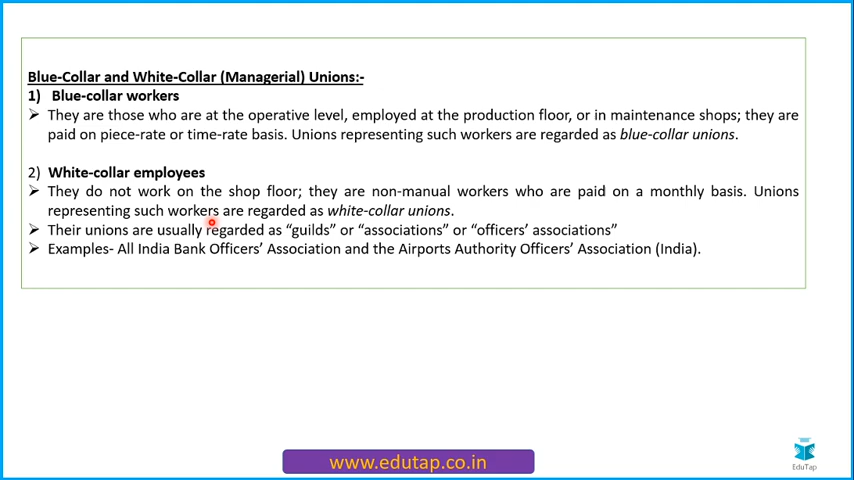 Blue-Collar and White-Collar (Managerial) Unions:-
1) Blue-collar workers
➢ They are those who are at the operative level, employed at the production floor, or in maintenance shops; they are
paid on piece-rate or time-rate basis. Unions representing such workers are regarded as blue-collar unions.
2) White-collar employees
➢ They do not work on the shop floor; they are non-manual workers who are paid on a monthly basis. Unions
representing such workers are regarded as white-collar unions.
➢ Their unions are usually regarded as “guilds” or “associations” or “officers’ associations”
➢ Examples- All India Bank Officers’ Association and the Airports Authority Officers’ Association (India).
www.edutap.co.in
EduTap